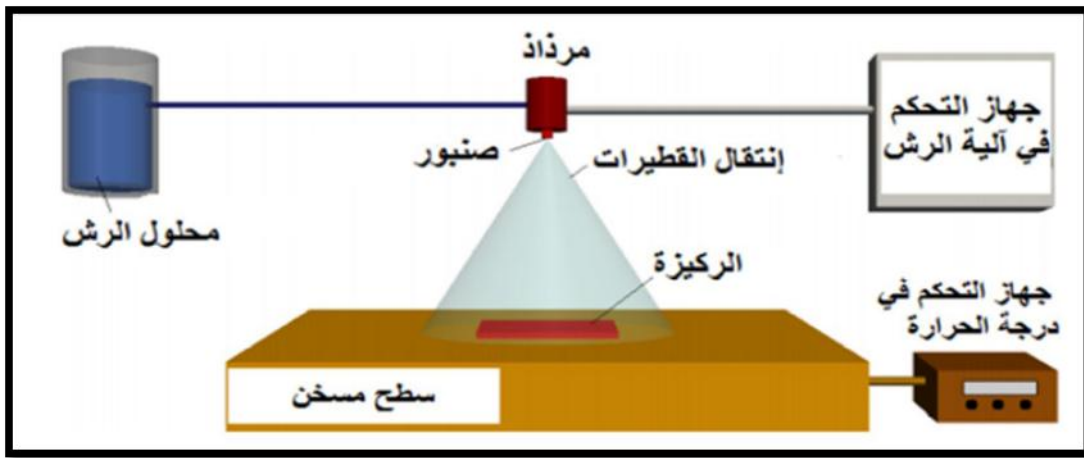 مرذاذ
جهاز التحكم
في آلية الرش
صنبور
إنتقال القطيرات
محلول الرش
الركيزة
جهاز التحكم في
درجة الحرارة
سطح مسخن